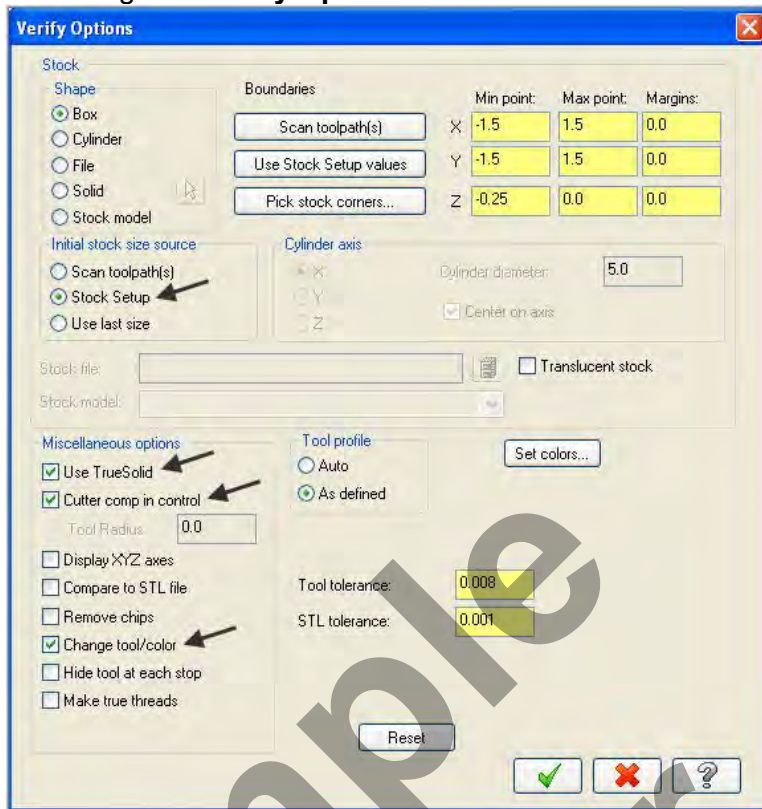 Verify Options
Stock
Shape
Box
Cylinder
File
Solid
Stock model
Boundaries
Scan toolpath(s)
Use Stock Setup values
Pick stock corners...
Min point: Max point: Margins:
X -1.5 1.5 0.0
Y -1.5 1.5 0.0
Z -0.25 0.0 0.0
Initial stock size source
Scan toolpath(s)
Stock Setup
Use last size
Cylinder axis
X
Y
Z
Cylinder diameter: 5.0
Center on axis
Stock file:
Translucent stock
Stock model:
Miscellaneous options
Use TrueSolid
Cutter comp in control
Tool Radius 0.0
Display XYZ axes
Compare to STL file
Remove chips
Change tool/color
Hide tool at each stop
Make true threads
Tool profile
Auto
As defined
Set colors...
Tool tolerance: 0.008
STL tolerance: 0.001
Reset